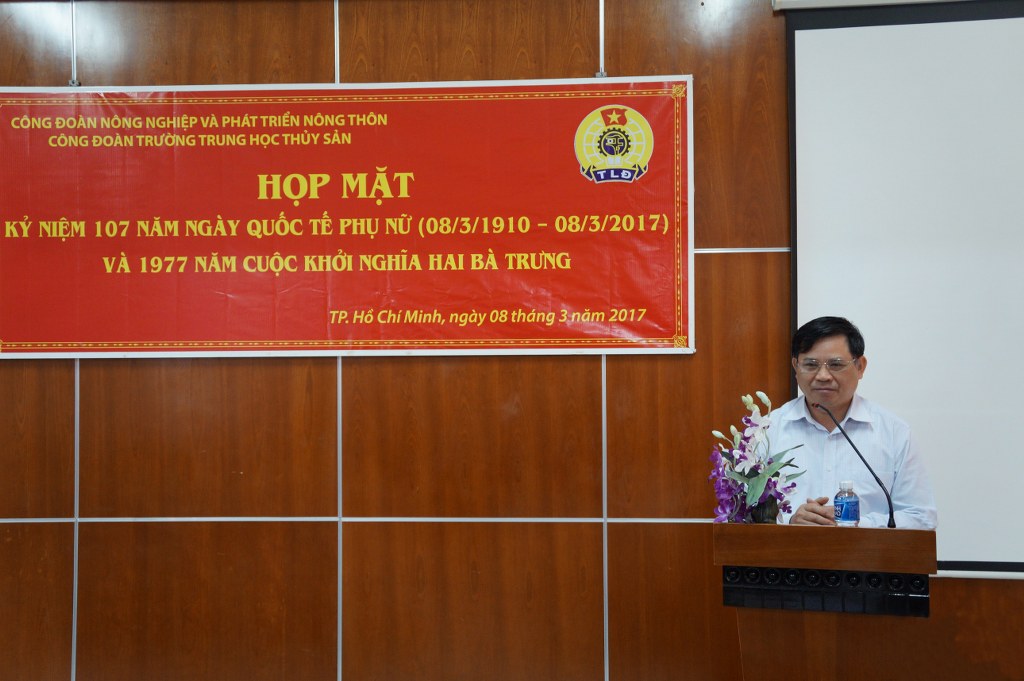 CÔNG ĐOÀN NÔNG NGHIỆP VÀ PHÁT TRIỂN NÔNG THÔN
CÔNG ĐOÀN TRƯỜNG TRUNG HỌC THỦY SẢN
TLĐ
HỌP MẶT
KỶ NIỆM 107 NĂM NGÀY QUỐC TẾ PHỤ NỮ (08/3/1910 – 08/3/2017)
VÀ 1977 NĂM CUỘC KHỞI NGHĨA HAI BÀ TRƯNG
TP. Hồ Chí Minh, ngày 08 tháng 3 năm 2017